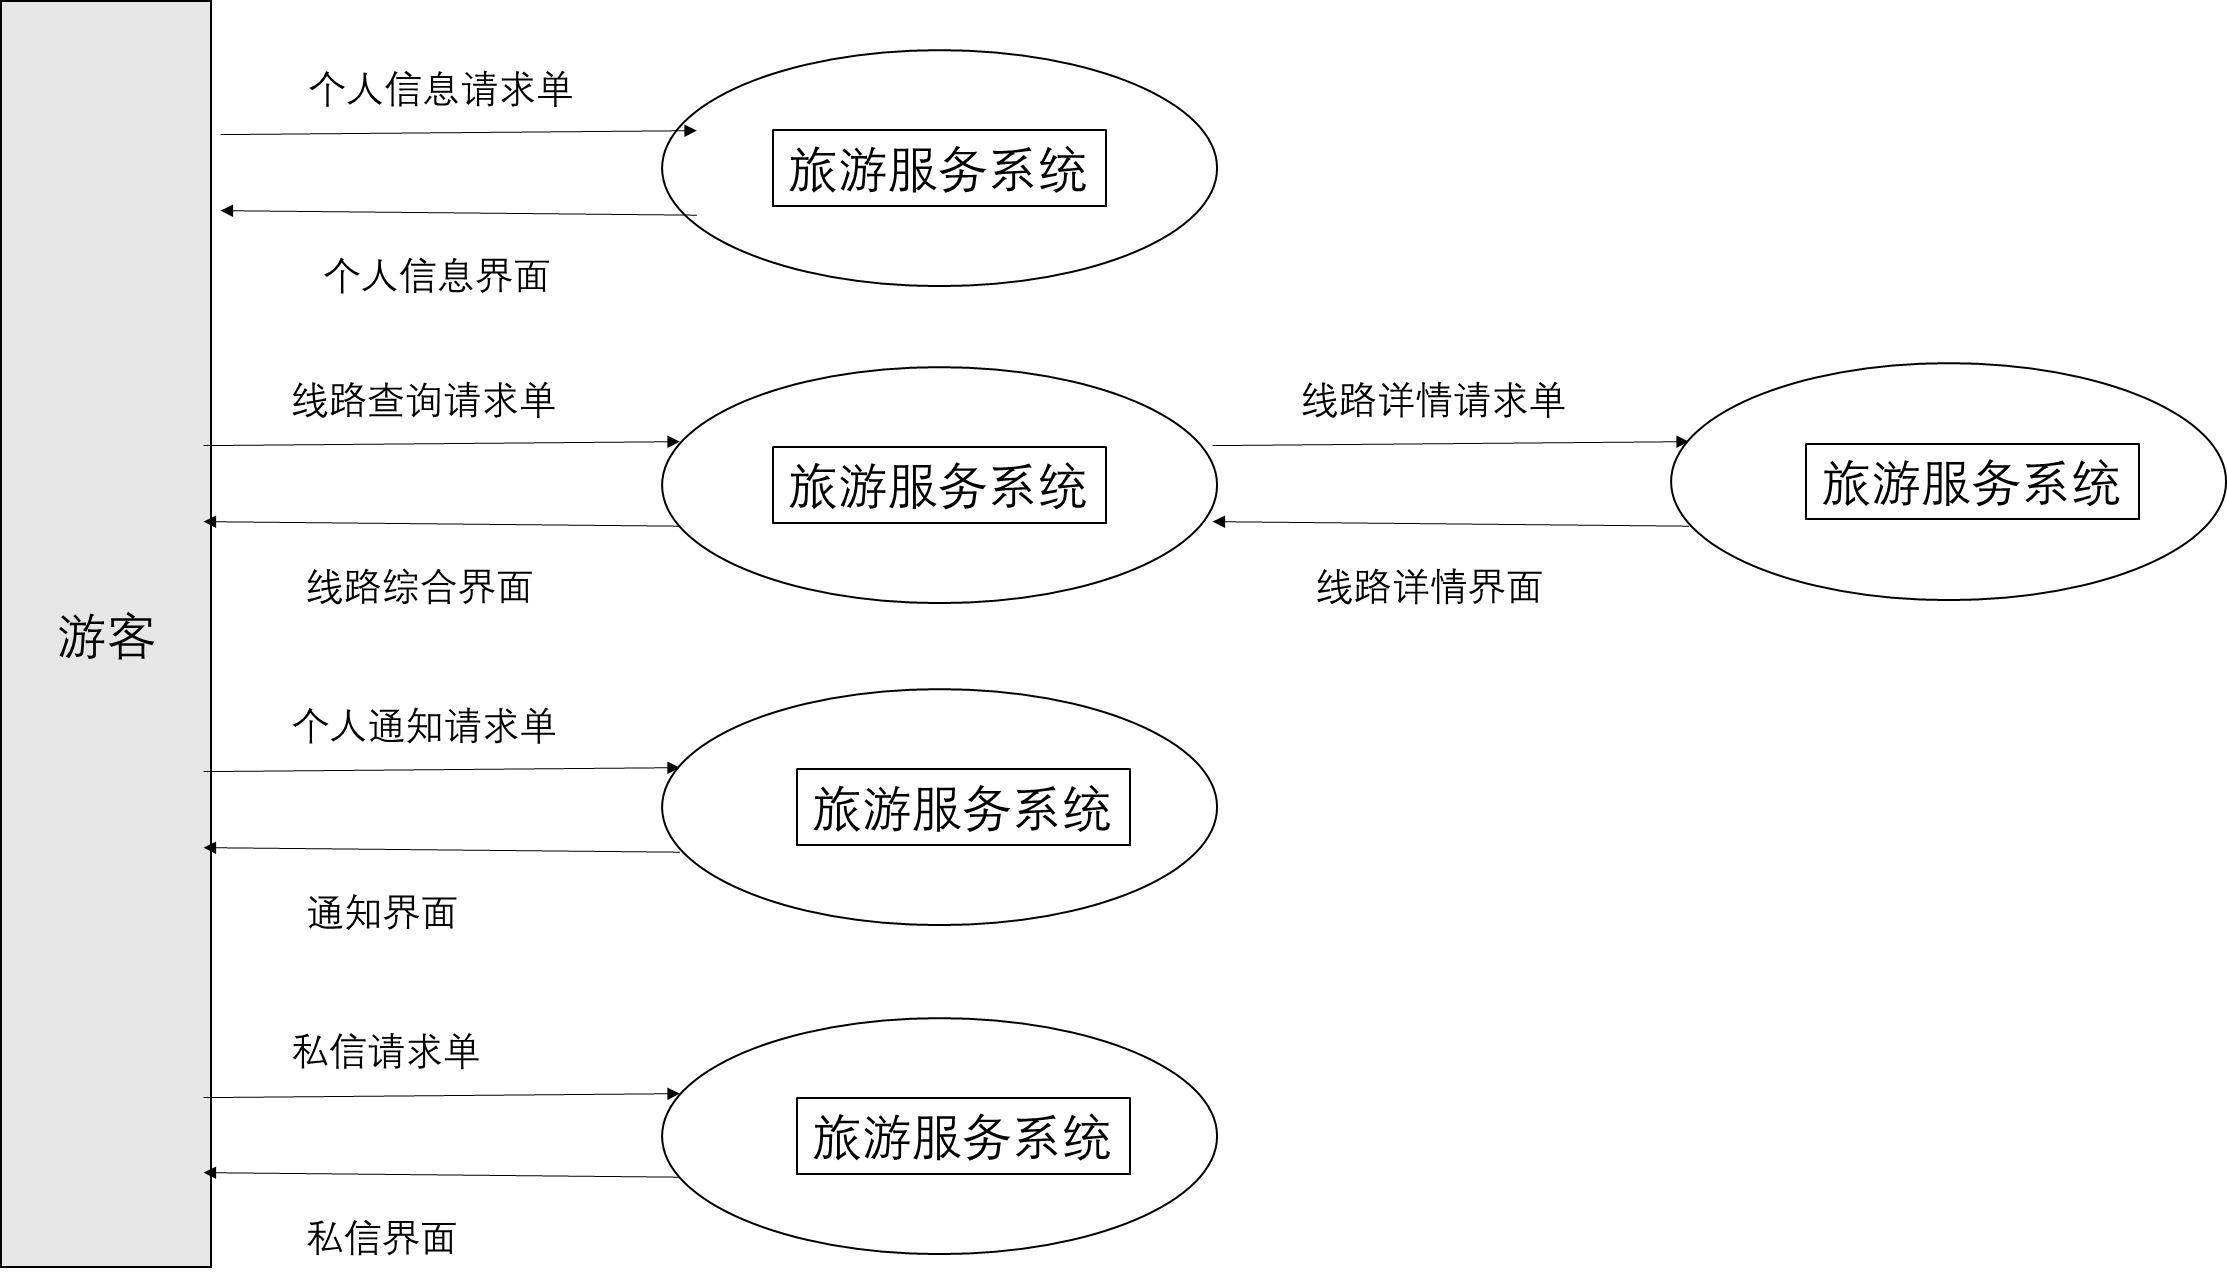 个人信息请求单
旅游服务系统
个人信息界面
线路查询请求单
线路详情请求单
旅游服务系统
旅游服务系统
线路综合界面
线路详情界面
游客
个人通知请求单
旅游服务系统
通知界面
私信请求单
旅游服务系统
私信界面